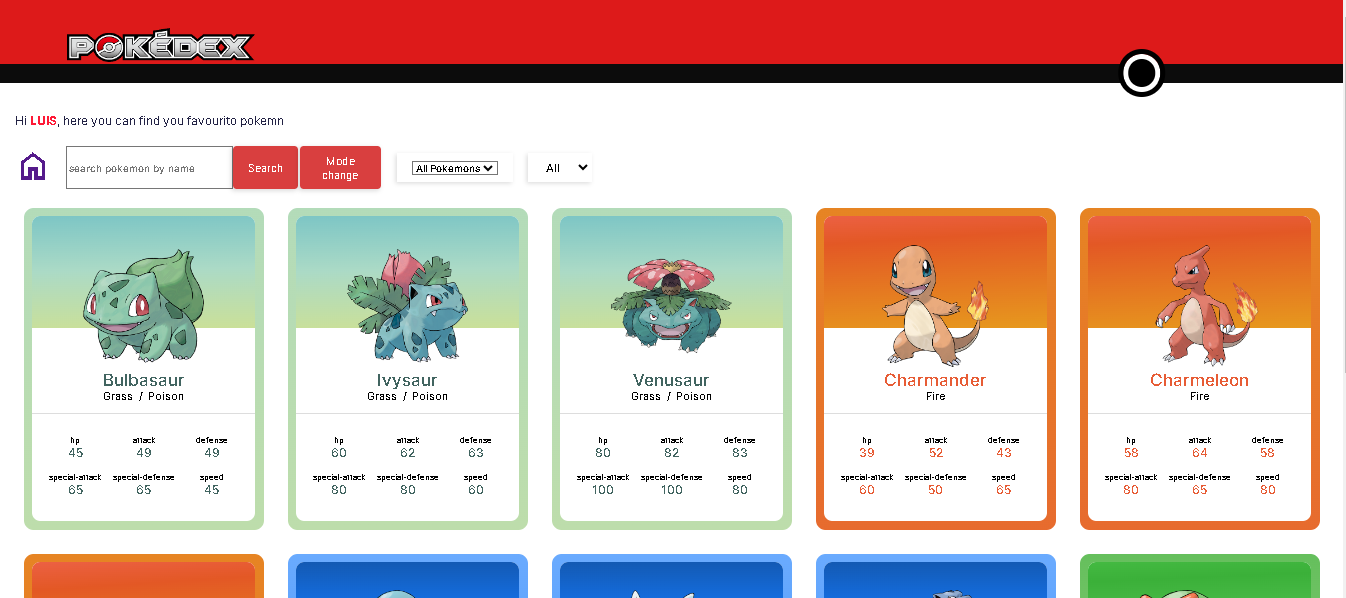 POKÉDEX
Hi LUIS, here you can find you favourito pokemn
search pokemon by name
Search
Mode change
All Pokemons
All
Bulbasaur
Grass / Poison
hp attack defense
45 49 49
special-attack special-defense speed
65 65 45
Ivysaur
Grass / Poison
hp attack defense
60 62 63
special-attack special-defense speed
80 80 60
Venusaur
Grass / Poison
hp attack defense
80 82 83
special-attack special-defense speed
100 100 80
Charmander
Fire
hp attack defense
39 52 43
special-attack special-defense speed
60 50 65
Charmeleon
Fire
hp attack defense
58 64 58
special-attack special-defense speed
80 65 80